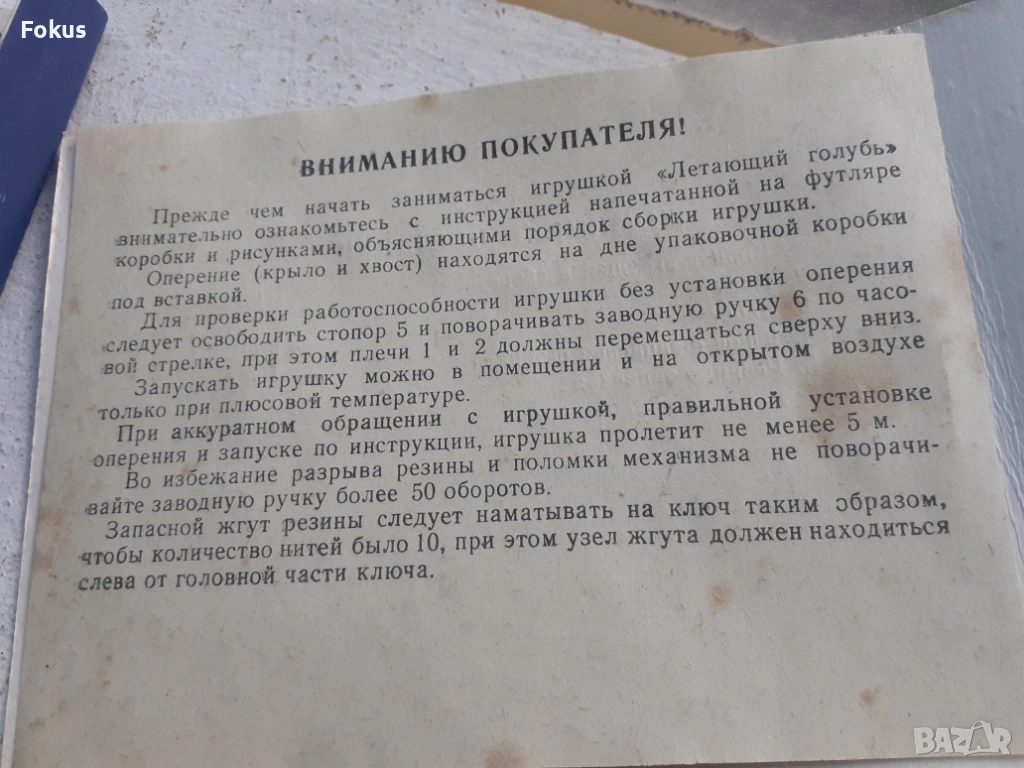 Fokus
ВНИМАНИЮ ПОКУПАТЕЛЯ!
Прежде чем начать заниматься игрушкой «Летающий голубь»
внимательно ознакомьтесь с инструкцией напечатанной на футляре
коробки и рисунками, объясняющими порядок сборки игрушки.
Оперение (крыло и хвост) находятся на дне упаковочной коробки
под вставкой.
Для проверки работоспособности игрушки без установки оперения
следует освободить стопор 5 и поворачивать заводную ручку 6 по часо-
вой стрелке, при этом плечи 1 и 2 должны перемещаться сверху вниз.
Запускать игрушку можно в помещении и на открытом воздухе
только при плюсовой температуре.
При аккуратном обращении с игрушкой, правильной установке
оперения и запуске по инструкции, игрушка пролетит не менее 5 м.
Во избежание разрыва резины и поломки механизма не поворачи-
вайте заводную ручку более 50 оборотов.
Запасной жгут резины следует наматывать на ключ таким образом,
чтобы количество нитей было 10, при этом узел жгута должен находиться
слева от головной части ключа.
BAZAR